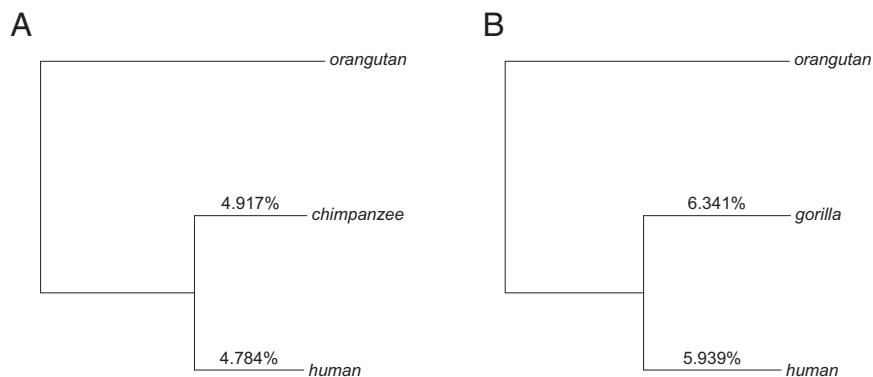 A
orangutan
4.917%
chimpanzee
4.784%
human
B
orangutan
6.341%
gorilla
5.939%
human